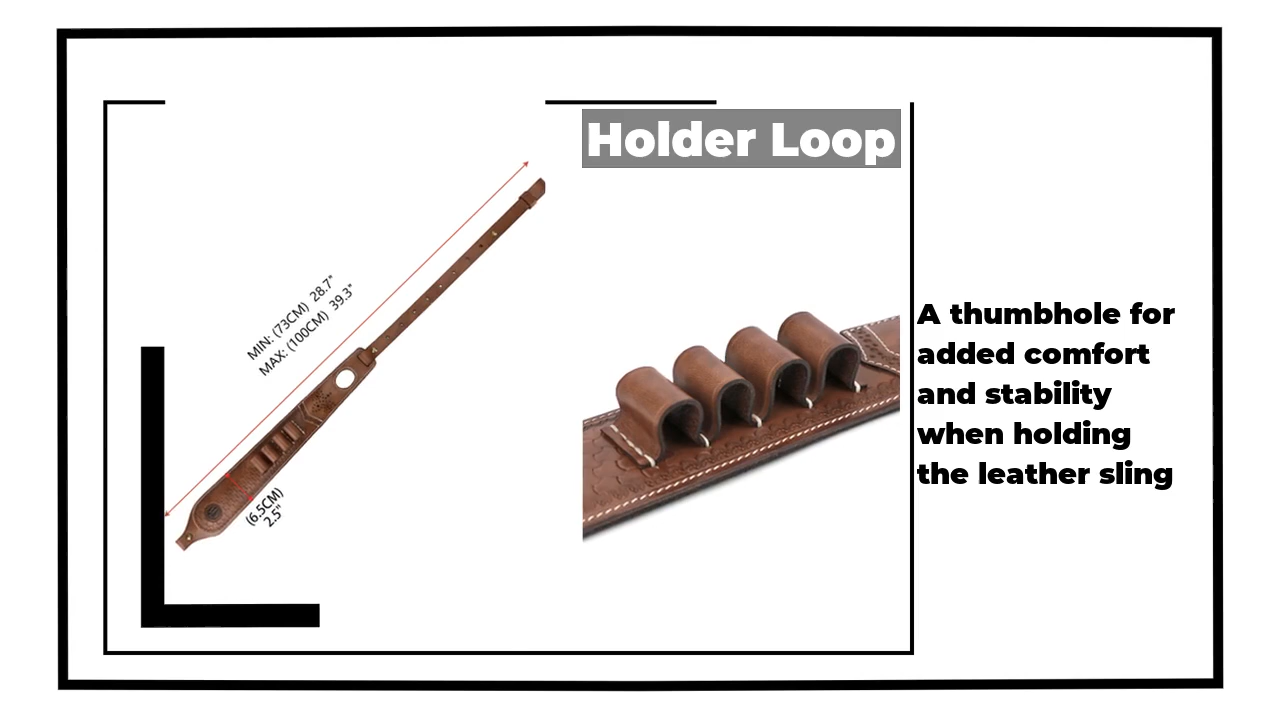 Holder Loop
MIN: (73CM) 28.7"
MAX: (100CM) 39.3"
(6.5CM)
2.5"
A thumbhole for
added comfort
and stability
when holding
the leather sling